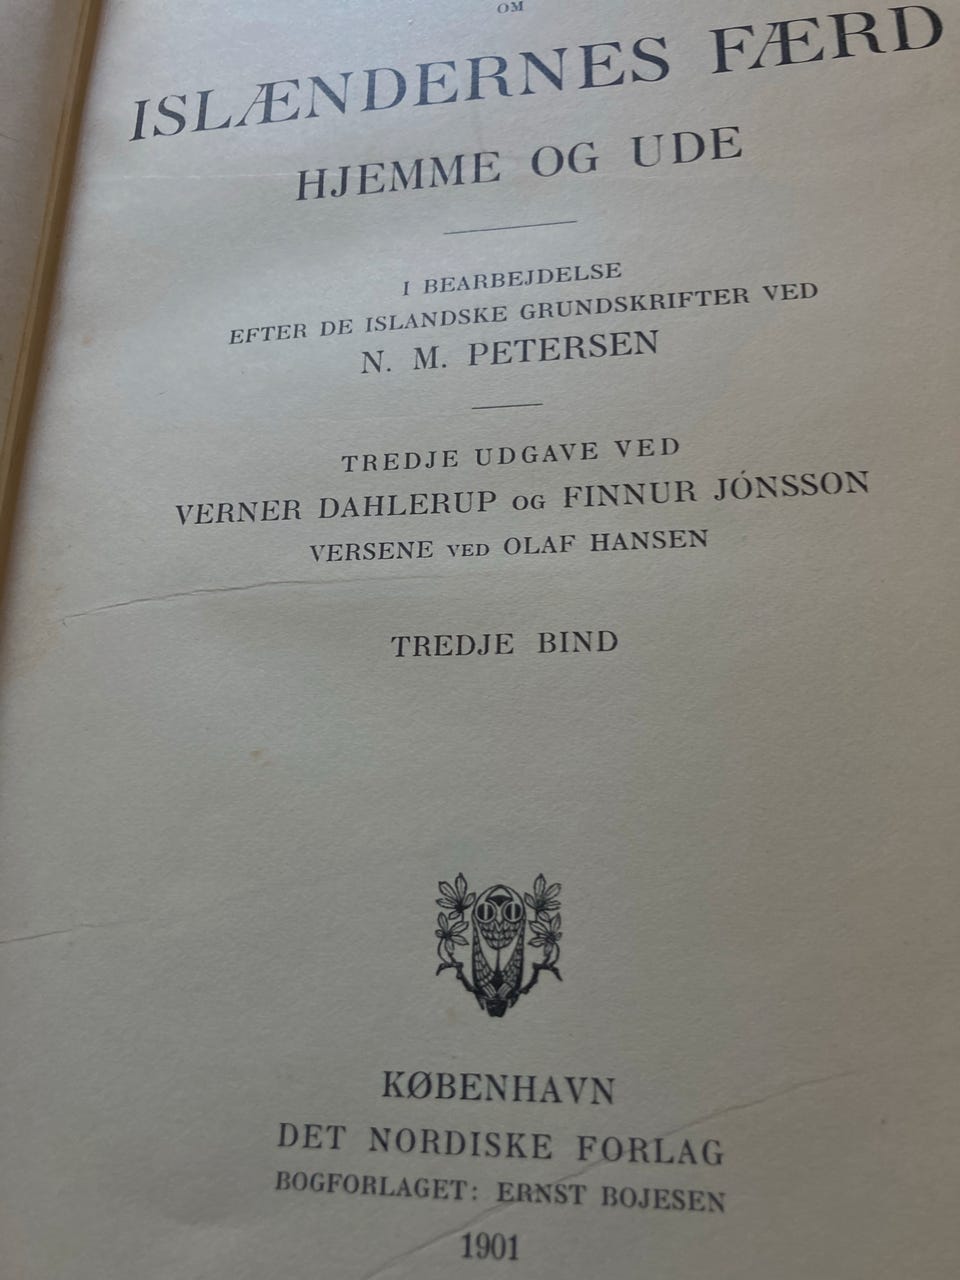 OM
ISLÆNDERNES FÆRD
HJEMME OG UDE
I BEARBEJDELSE
EFTER DE ISLANDSKE GRUNDSKRIFTER VED
N. M. PETERSEN
TREDJE UDGAVE VED
VERNER DAHLERUP OG FINNUR JÓNSSON
VERSENE VED OLAF HANSEN
TREDJE BIND
KØBENHAVN
DET NORDISKE FORLAG
BOGFORLAGET: ERNST BOJESEN
1901